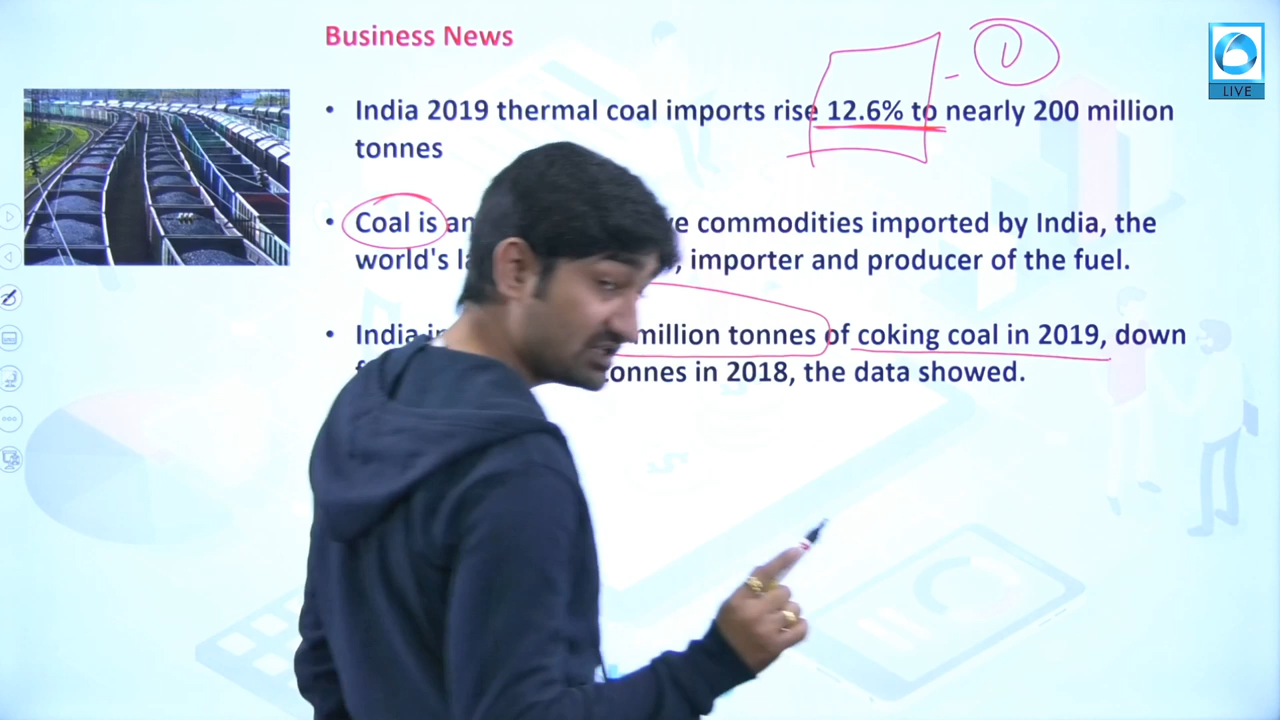 Business News
• India 2019 thermal coal imports rise 12.6% to nearly 200 million
tonnes
• Coal is commodities imported by India, the
world's importer and producer of the fuel.
• India million tonnes of coking coal in 2019, down
tonnes in 2018, the data showed.
LIVE